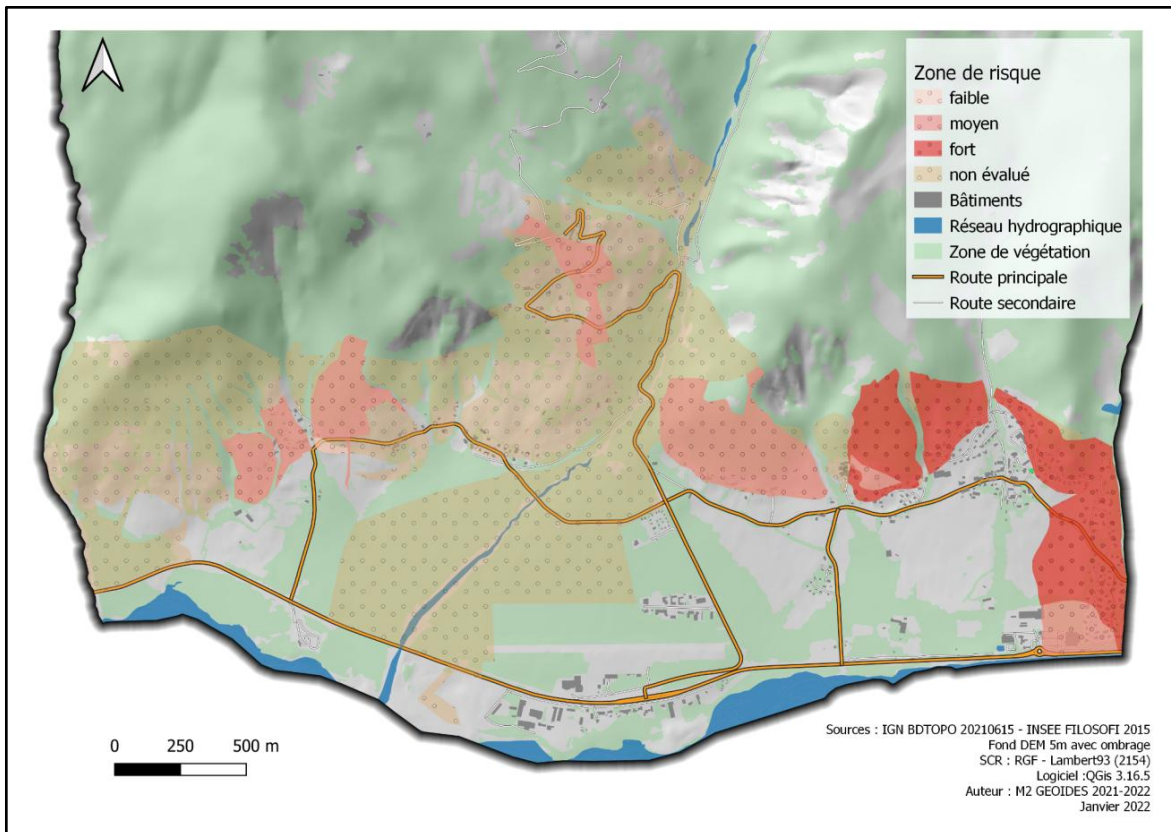 Zone de risque
faible
moyen
fort
non évalué
Bâtiments
Réseau hydrographique
Zone de végétation
Route principale
Route secondaire
0 250 500 m
Sources : IGN BDTOPO 20210615 - INSEE FILOSOFI 2015
Fond DEM 5m avec ombrage
SCR : RGF - Lambert93 (2154)
Logiciel :QGis 3.16.5
Auteur : M2 GEOIDES 2021-2022
Janvier 2022